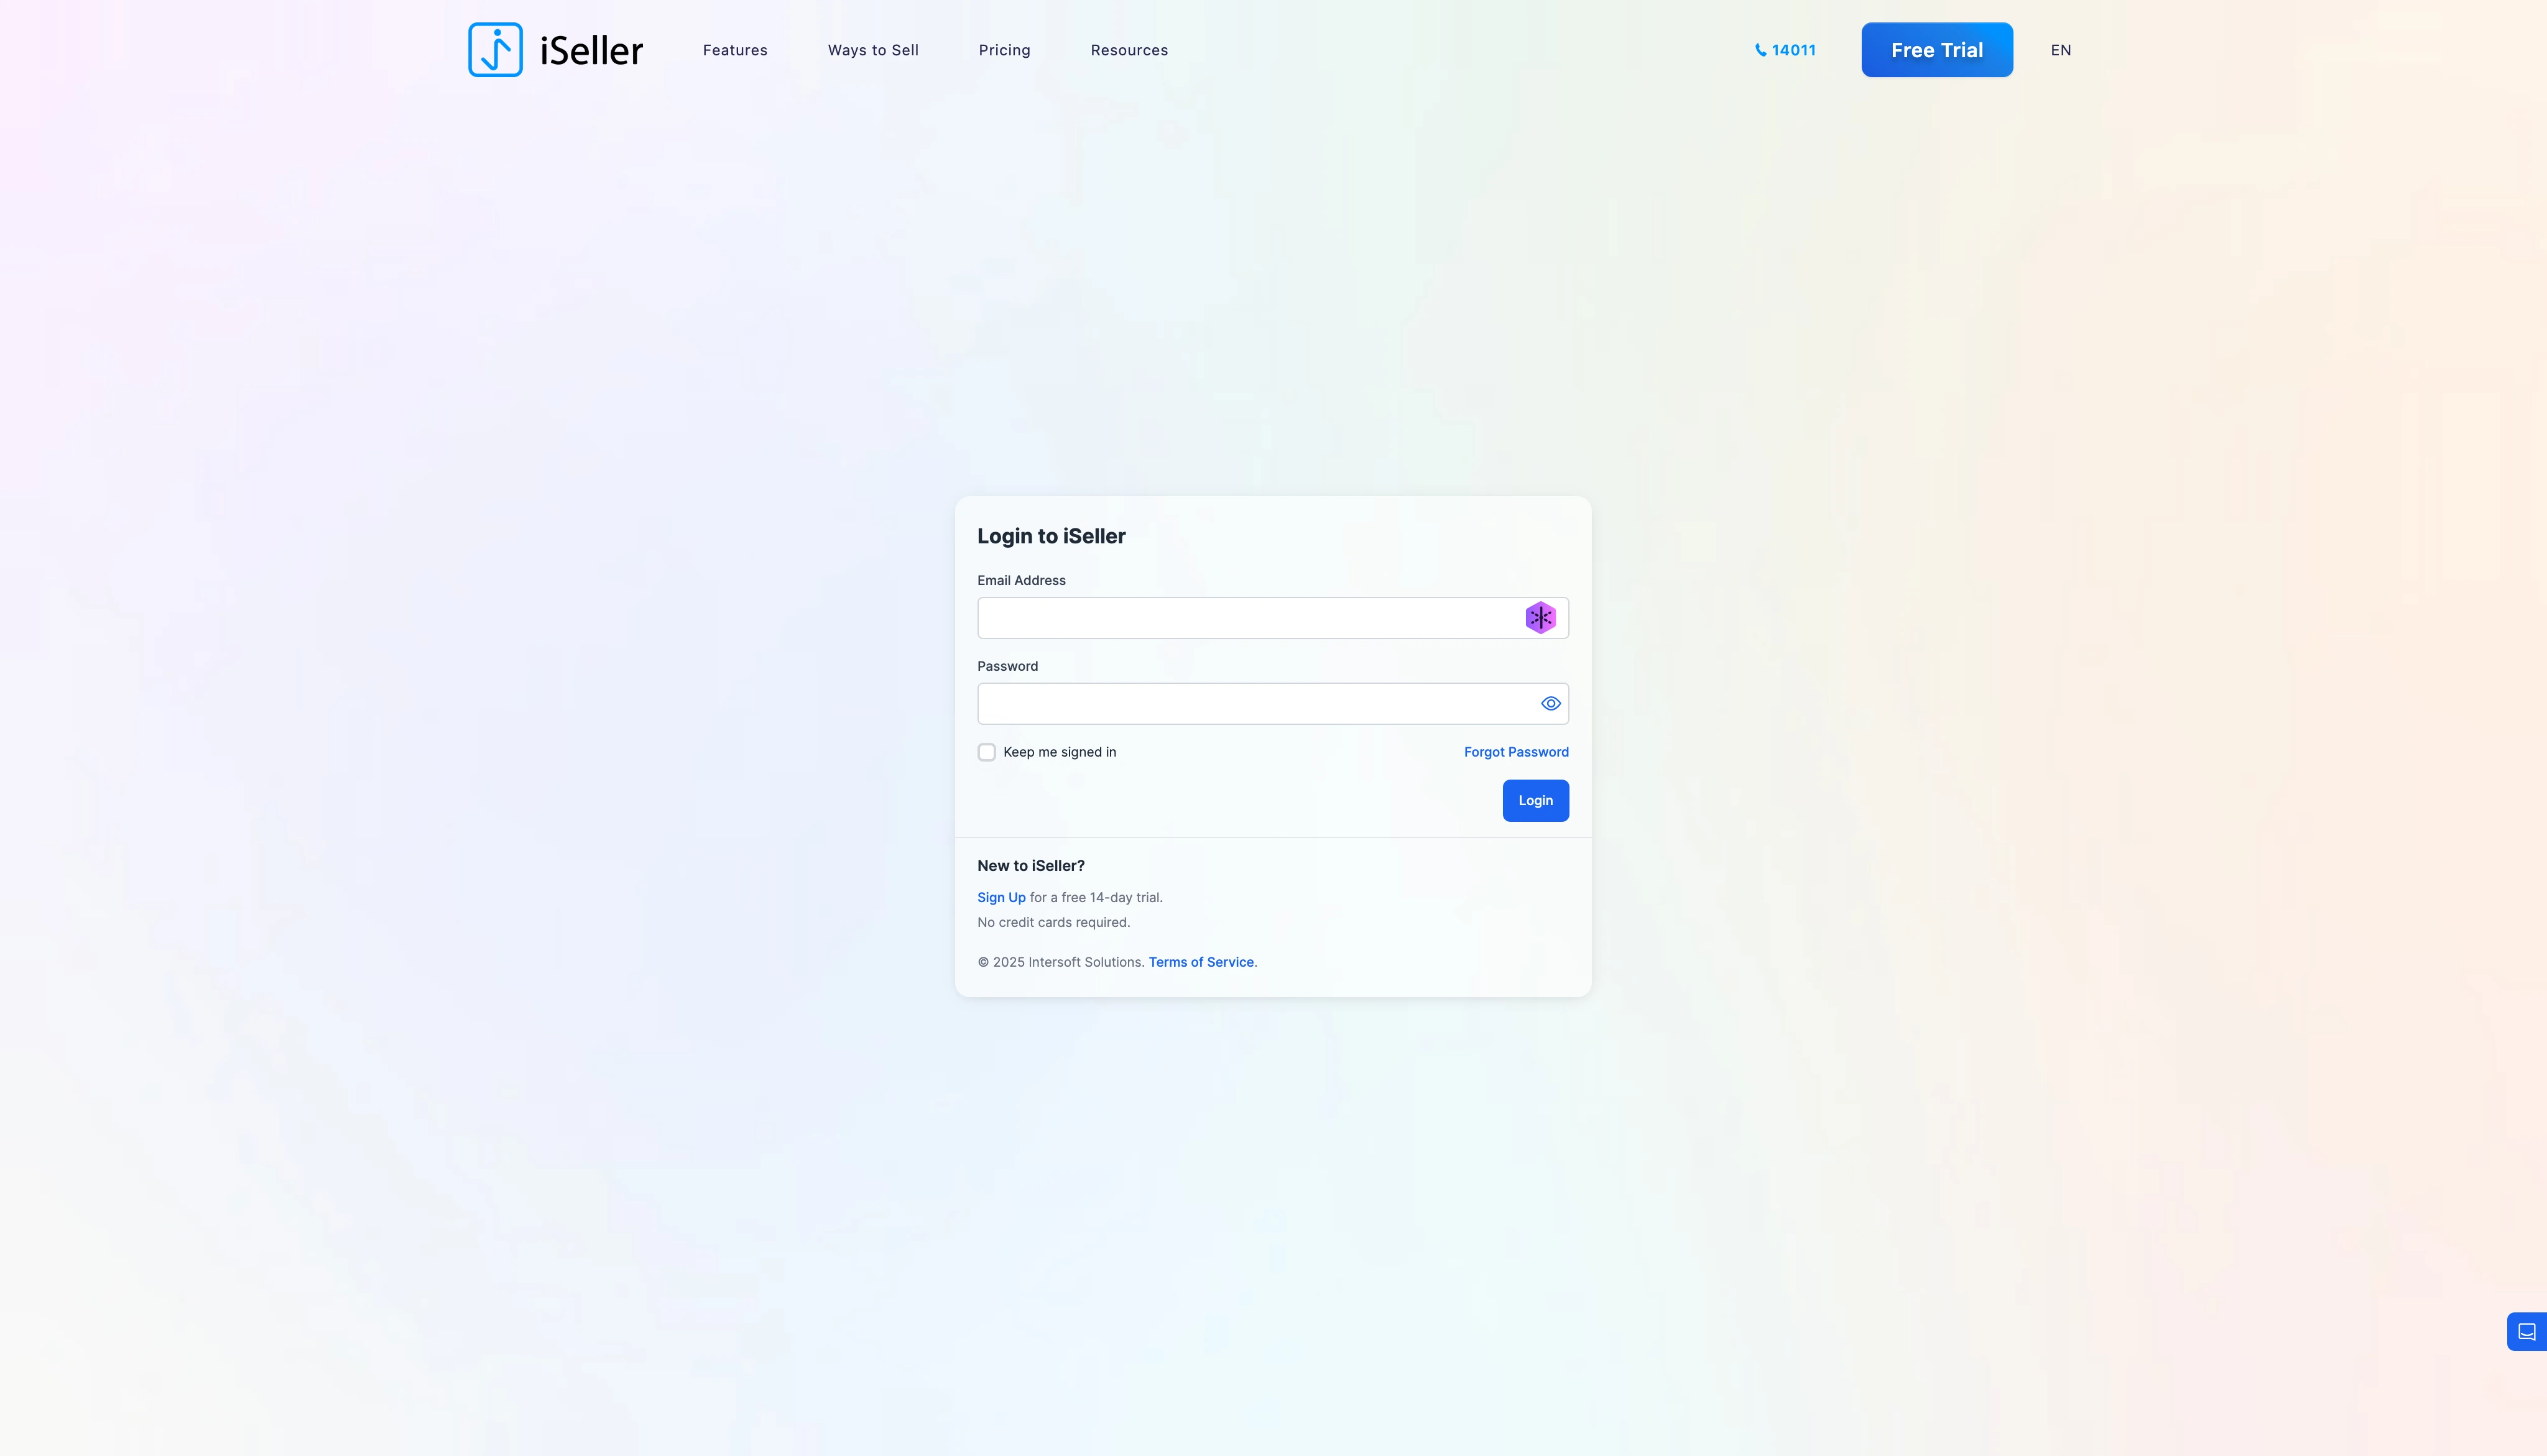 iSeller
Features
Ways to Sell
Pricing
Resources
14011
Free Trial
EN
Login to iSeller
Email Address
Password
Keep me signed in
Forgot Password
Login
New to iSeller?
Sign Up for a free 14-day trial.
No credit cards required.
© 2025 Intersoft Solutions. Terms of Service.